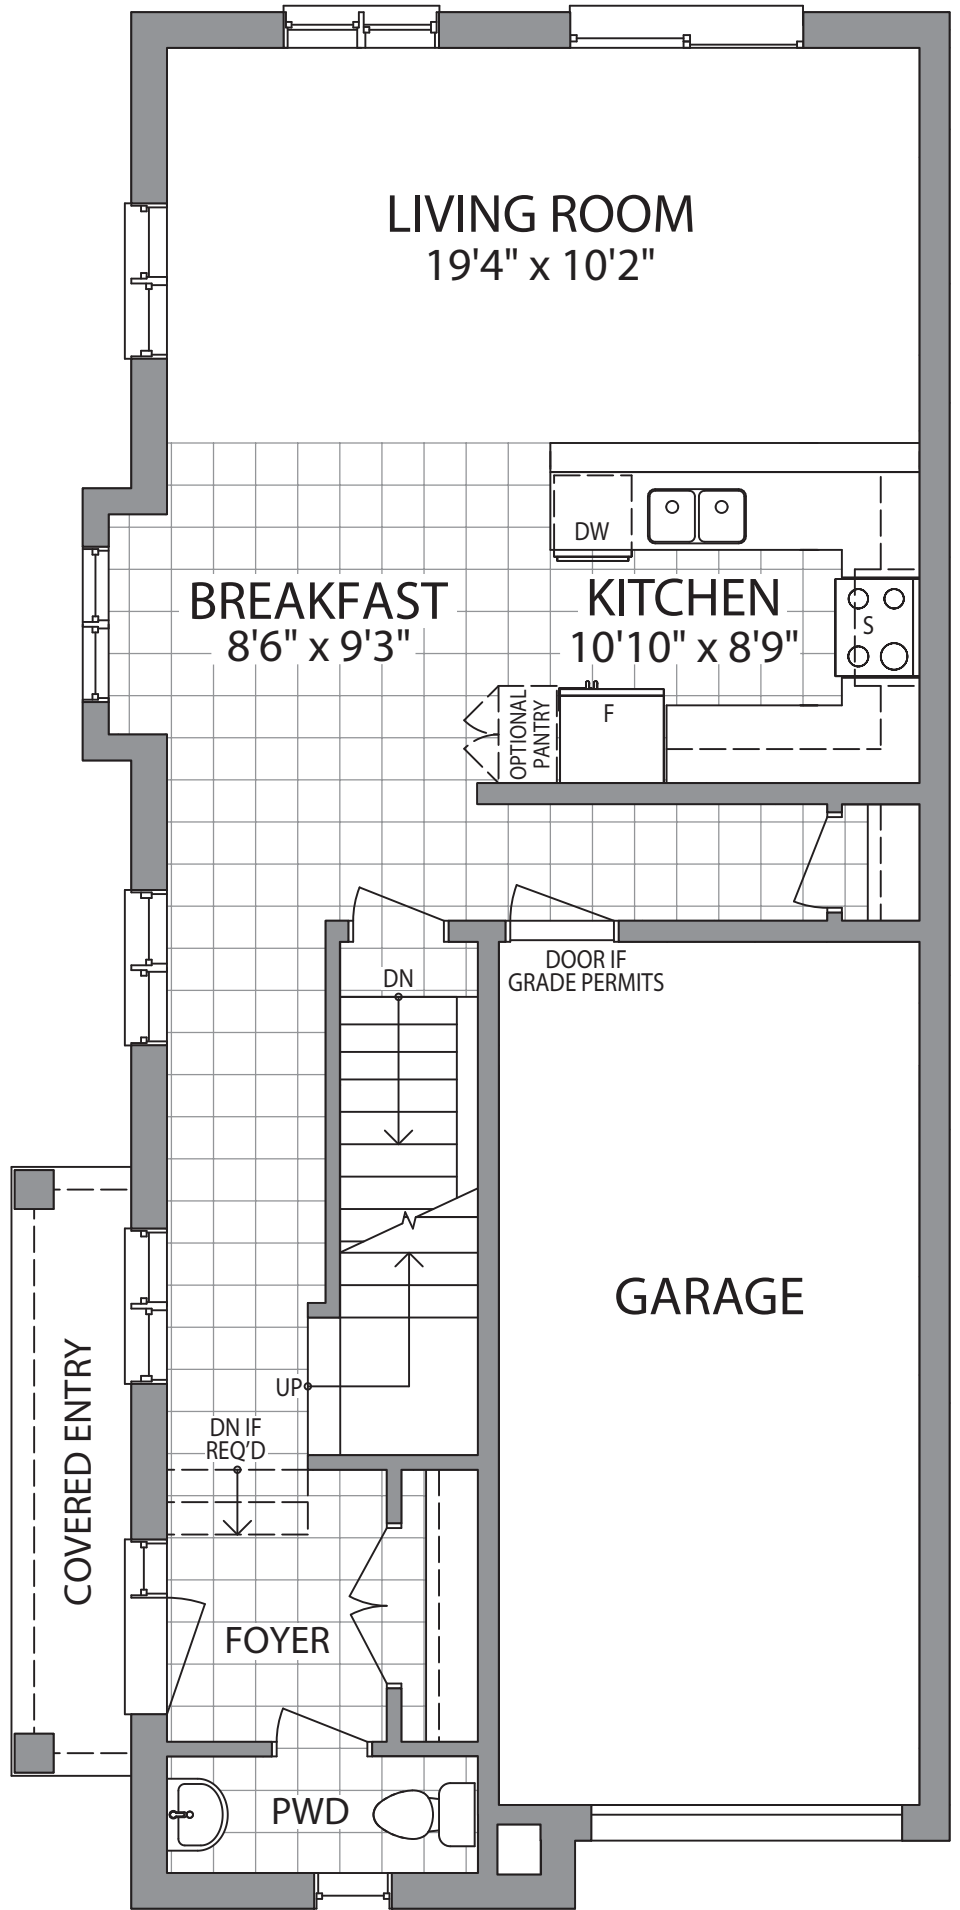 LIVING ROOM
19'4" x 10'2"
DW
BREAKFAST
8'6" x 9'3"
KITCHEN
10'10" x 8'9"
S
OPTIONAL
PANTRY
F
DOOR IF
GRADE PERMITS
DN
GARAGE
UP
DN IF
REQ'D
COVERED ENTRY
FOYER
PWD